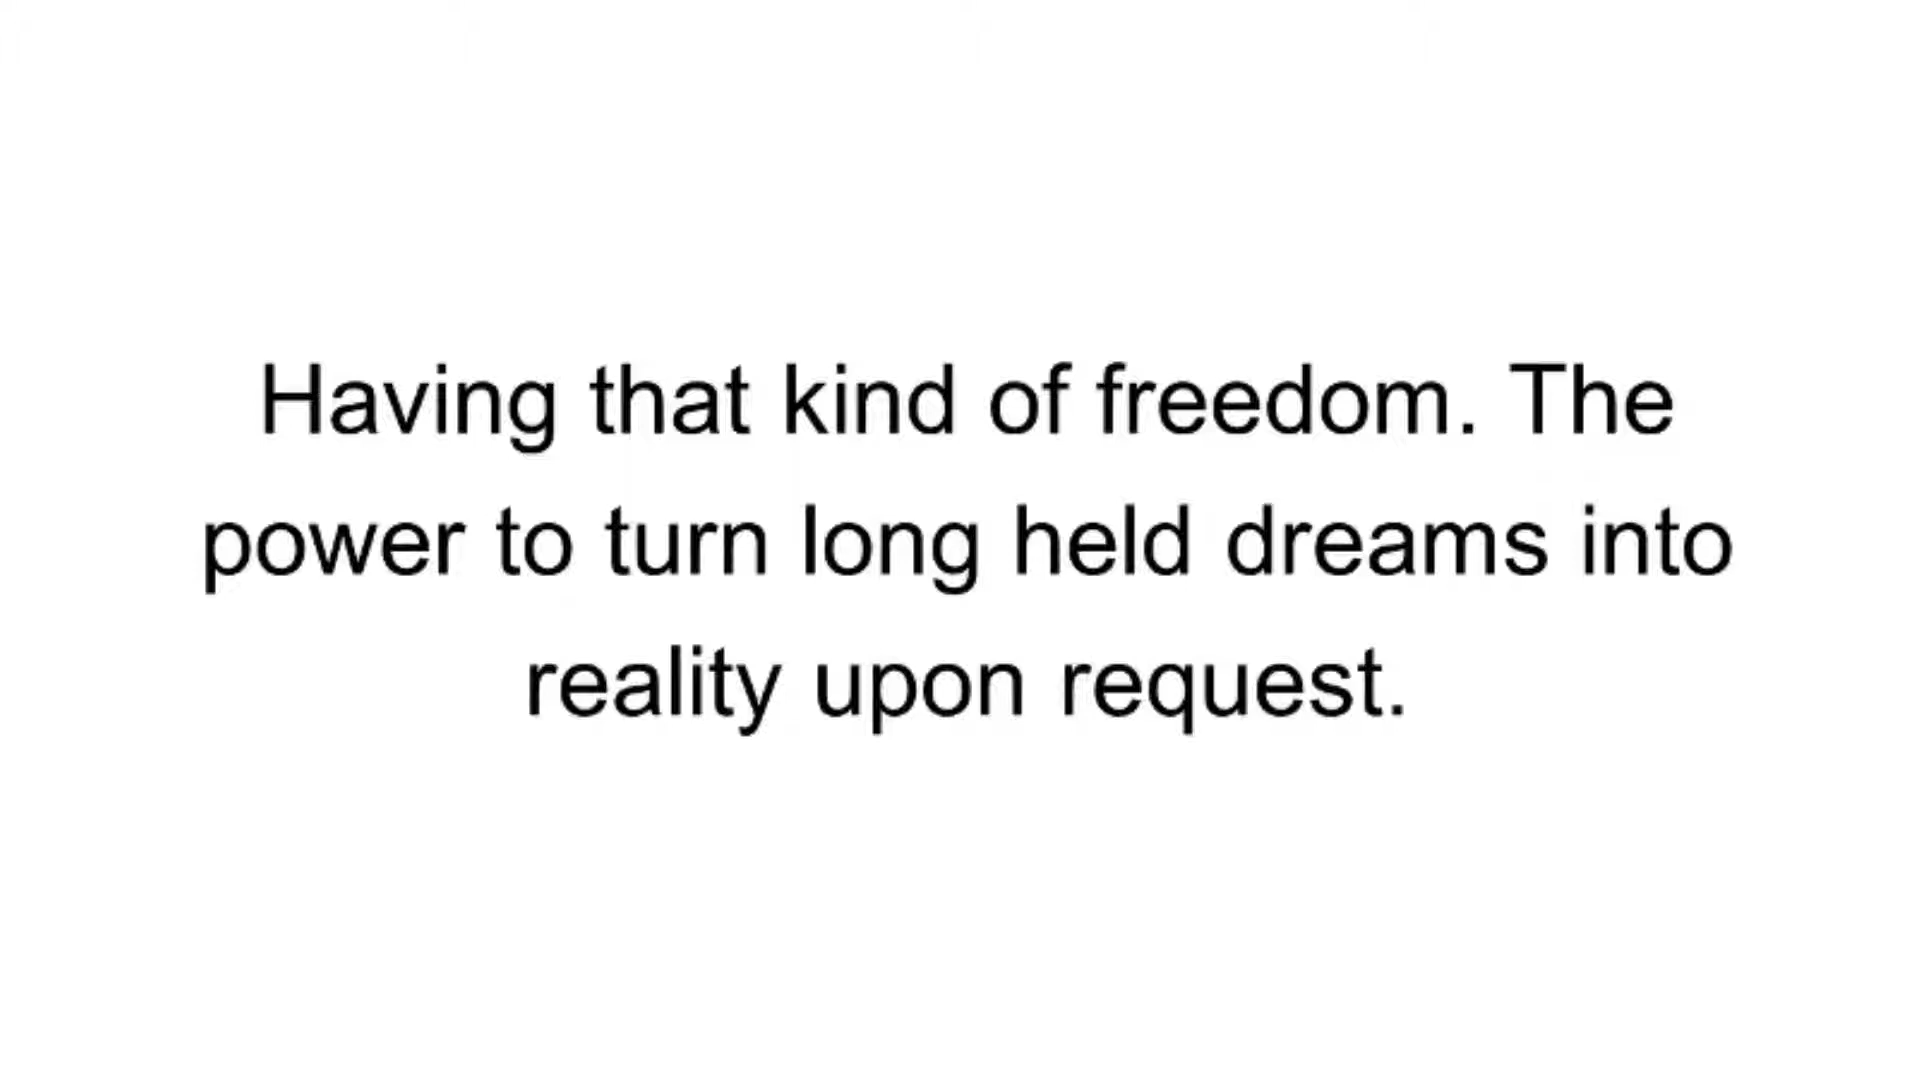 Having that kind of freedom. The
power to turn long held dreams into
reality upon request.